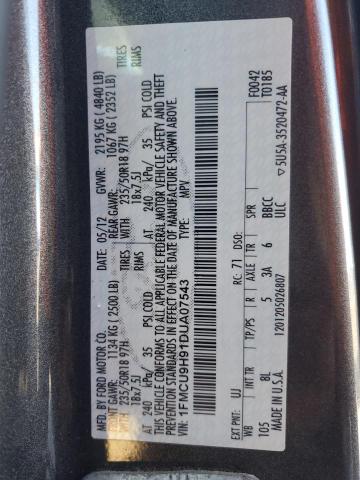 MFD. BY FORD MOTOR CO.
DATE: 05/12 GVWR: 2195 KG ( 4840 LB)
FRONT GAWR: 1134 KG ( 2500 LB) REAR GAWR: 1067 KG ( 2352 LB)
235/50R18 97H TIRES WITH 235/50R18 97H TIRES
18x7.5J RIMS 18x7.5J RIMS
AT 240 kPa/ 35 PSI COLD AT 240 kPa/ 35 PSI COLD
THIS VEHICLE CONFORMS TO ALL APPLICABLE FEDERAL MOTOR VEHICLE SAFETY AND THEFT
PREVENTION STANDARDS IN EFFECT ON THE DATE OF MANUFACTURE SHOWN ABOVE.
VIN: 1FMCU9H91DUA07543
TYPE: MPV
F0042
T0185
EXT PNT: UJ RC: 71 DSO:
WB TP/PS R AXLE TR SPR
105 8L 5 3A 6 BBCC
MADE IN U.S.A. ULC
1201205026807 5U5A-3520472-AA